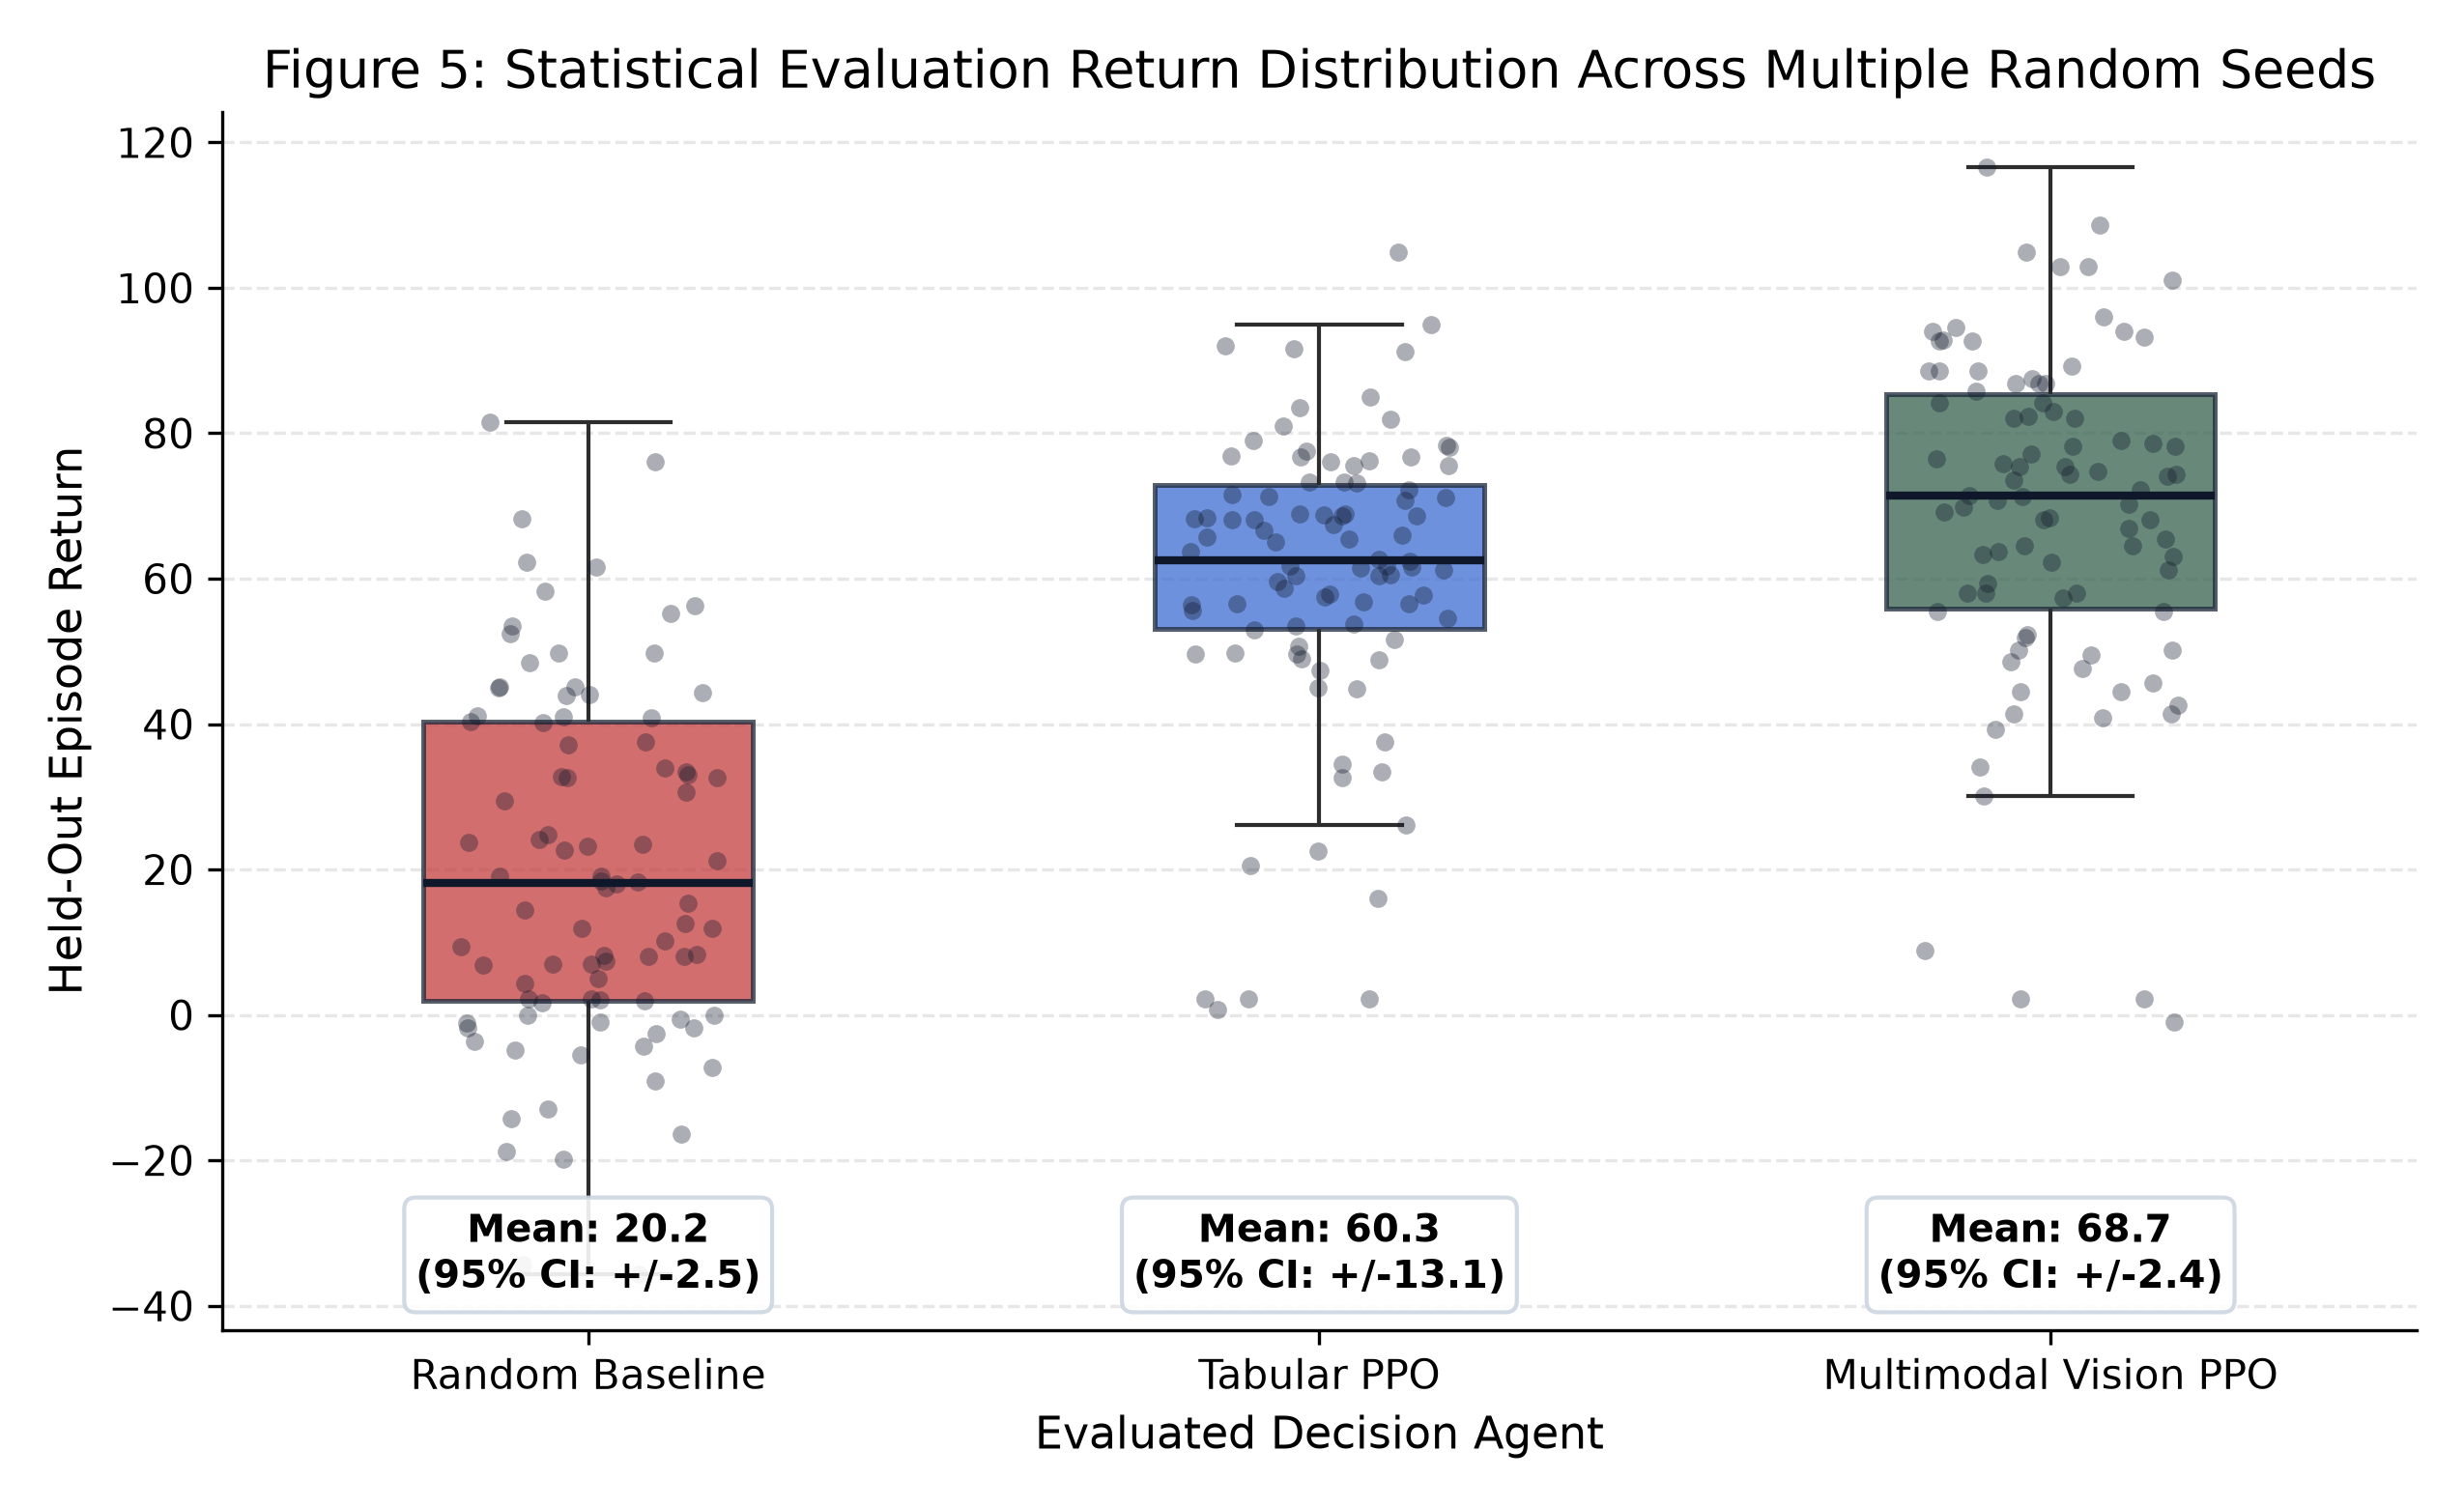 Figure 5: Statistical Evaluation Return Distribution Across Multiple Random Seeds
Held-Out Episode Return
120
100
80
60
40
20
0
−20
−40
Mean: 20.2
(95% CI: +/-2.5)
Mean: 60.3
(95% CI: +/-13.1)
Mean: 68.7
(95% CI: +/-2.4)
Random Baseline
Tabular PPO
Multimodal Vision PPO
Evaluated Decision Agent